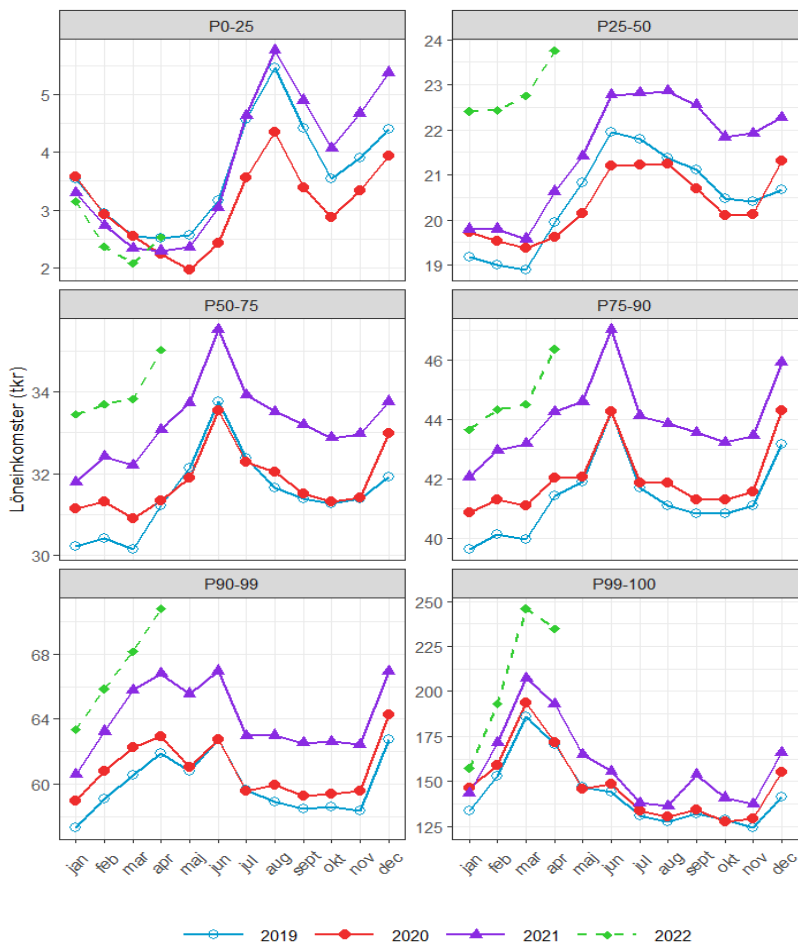 P0-25
P25-50
5
4
3
2
24
23
22
21
20
19
P50-75
P75-90
34
32
30
46
44
42
40
Löneinkomster (tkr)
P90-99
P99-100
68
64
60
250
225
200
175
150
125
jan feb mar apr maj jun jul aug sept okt nov dec
jan feb mar apr maj jun jul aug sept okt nov dec
2019 2020 2021 2022